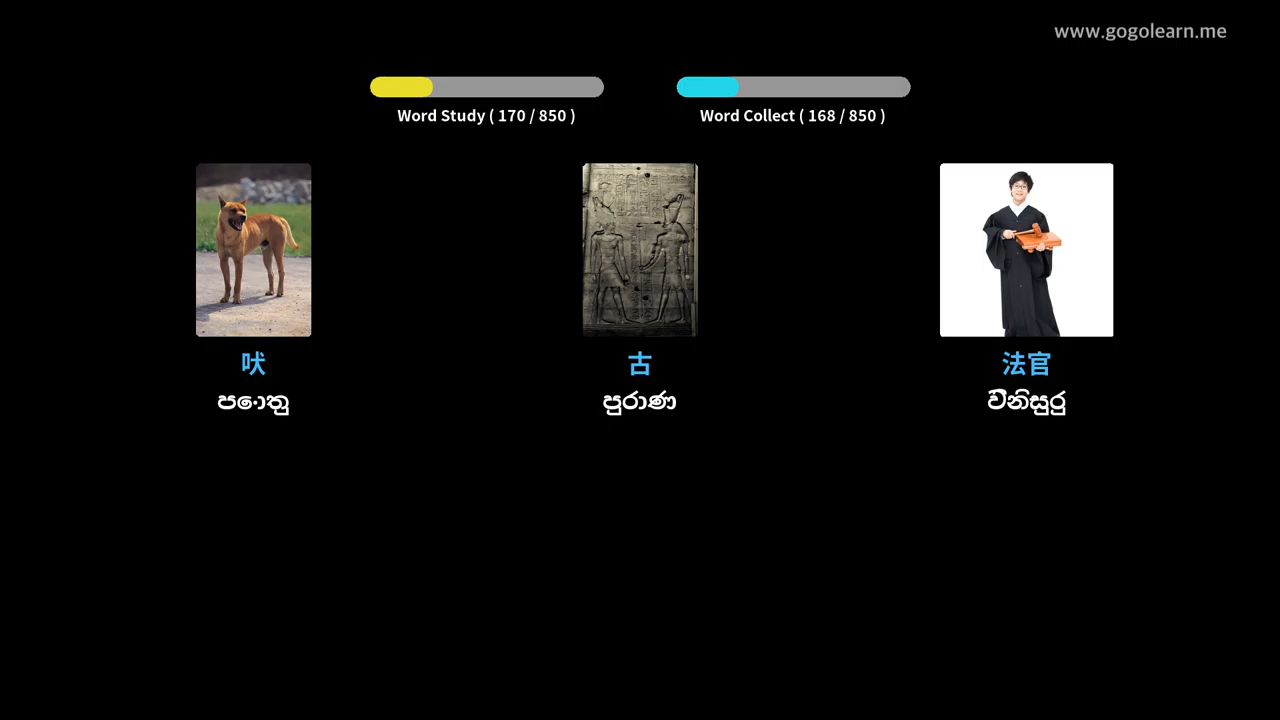 www.gogolearn.me
Word Study ( 170 / 850 )
Word Collect ( 168 / 850 )
吠
古
法官
පොතු
පුරාණ
විනිසුරු